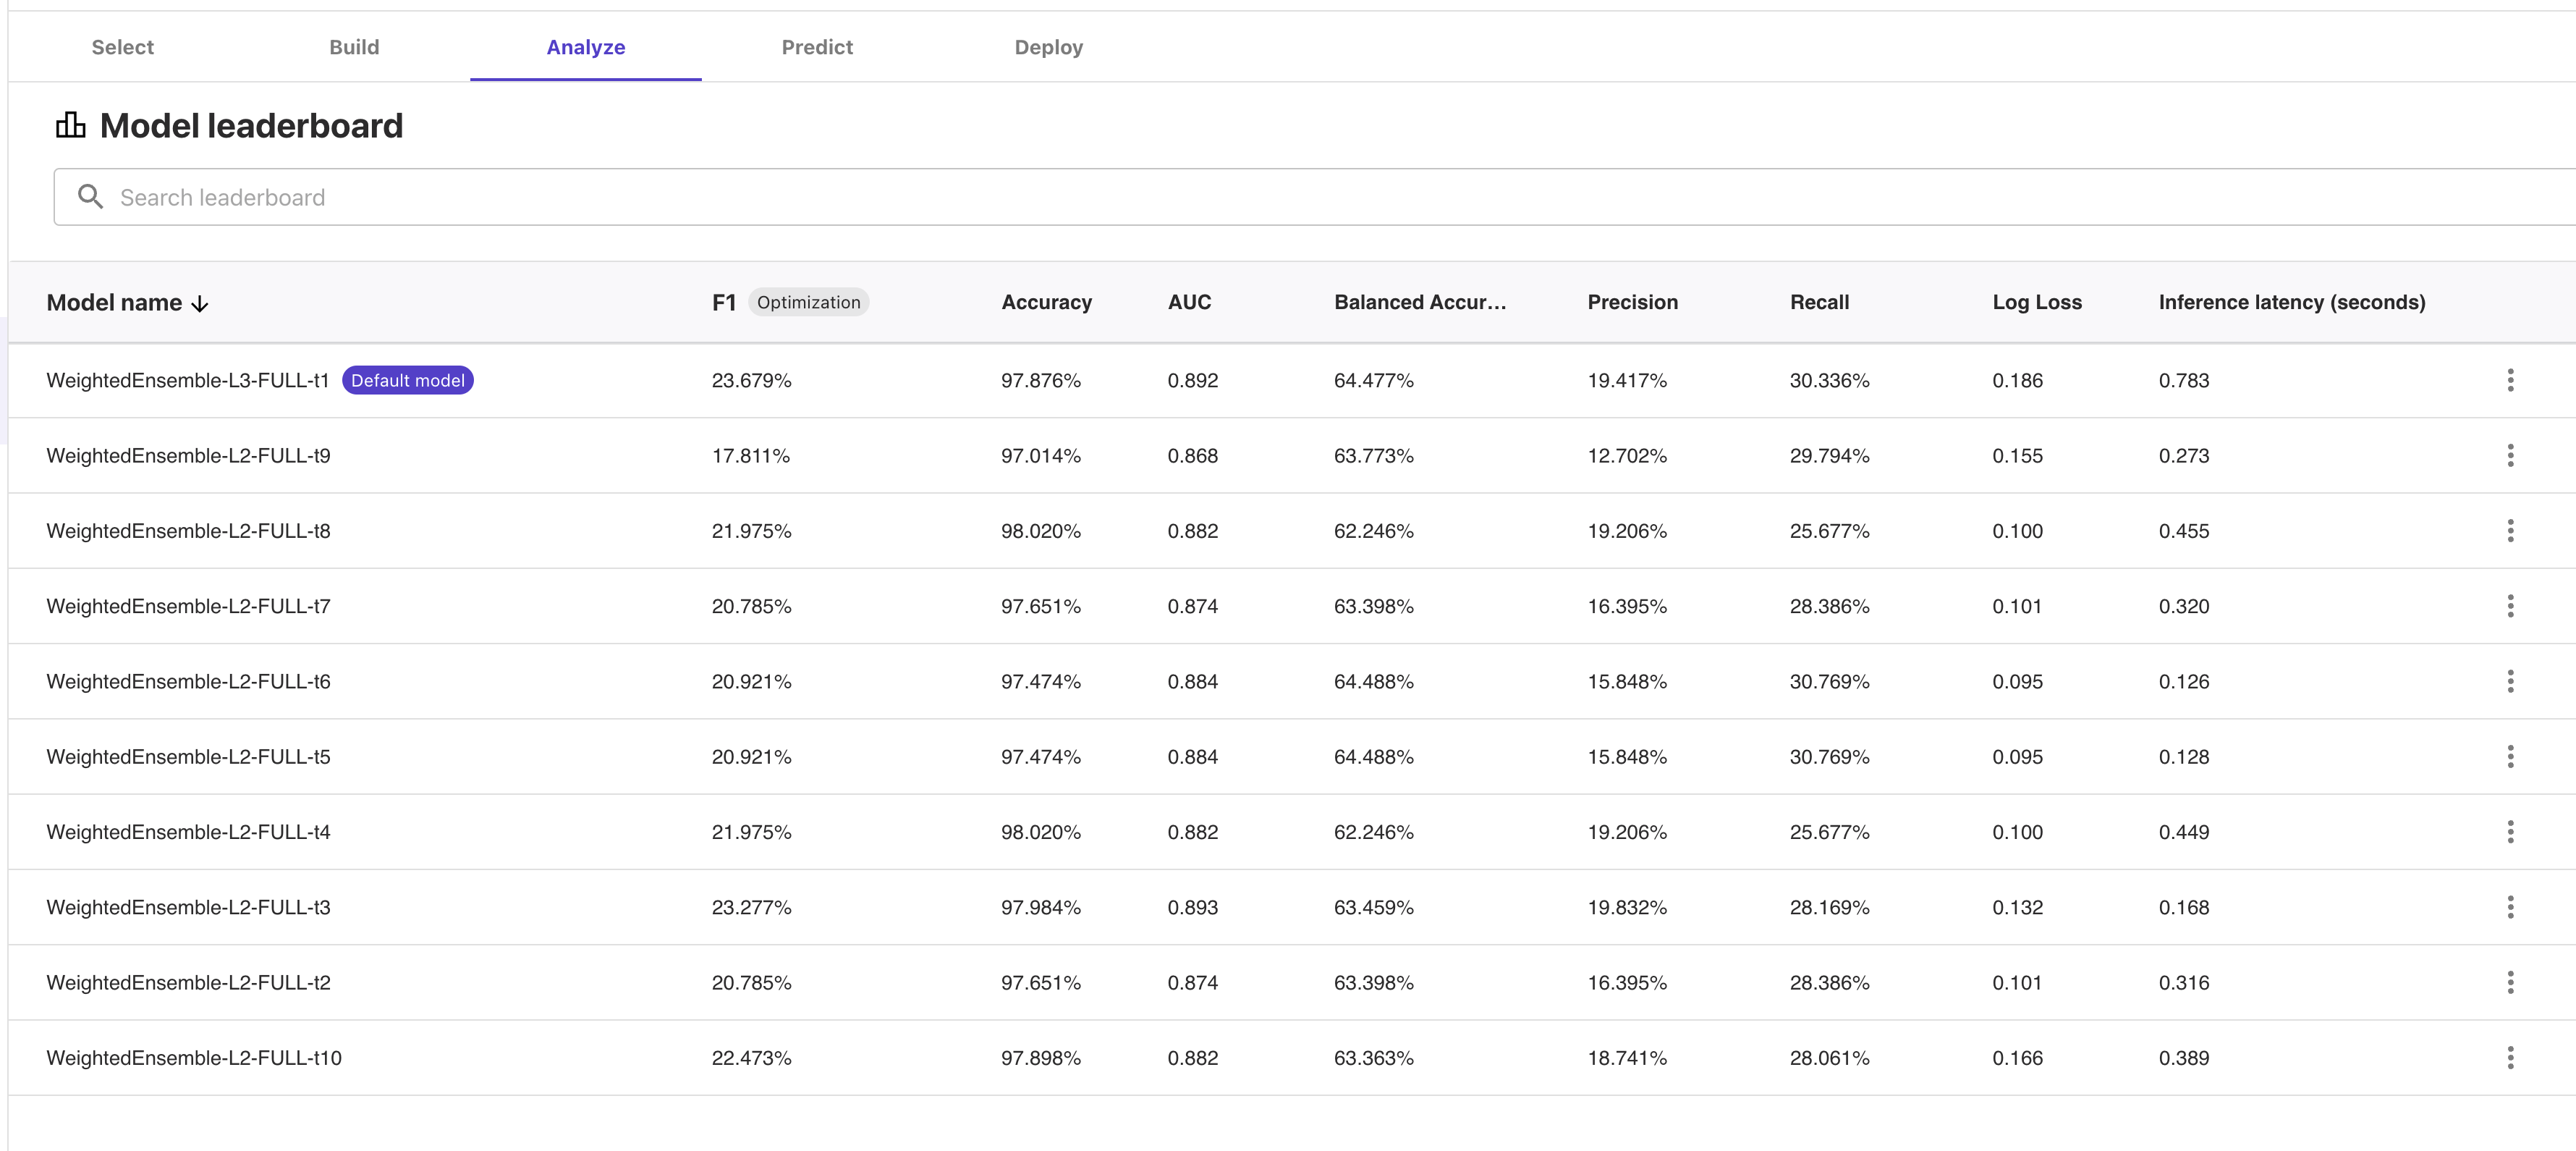 Select Build Analyze Predict Deploy
Model leaderboard
Search leaderboard
Model name F1 Optimization Accuracy AUC Balanced Accur... Precision Recall Log Loss Inference latency (seconds)
WeightedEnsemble-L3-FULL-t1 Default model 23.679% 97.876% 0.892 64.477% 19.417% 30.336% 0.186 0.783
WeightedEnsemble-L2-FULL-t9 17.811% 97.014% 0.868 63.773% 12.702% 29.794% 0.155 0.273
WeightedEnsemble-L2-FULL-t8 21.975% 98.020% 0.882 62.246% 19.206% 25.677% 0.100 0.455
WeightedEnsemble-L2-FULL-t7 20.785% 97.651% 0.874 63.398% 16.395% 28.386% 0.101 0.320
WeightedEnsemble-L2-FULL-t6 20.921% 97.474% 0.884 64.488% 15.848% 30.769% 0.095 0.126
WeightedEnsemble-L2-FULL-t5 20.921% 97.474% 0.884 64.488% 15.848% 30.769% 0.095 0.128
WeightedEnsemble-L2-FULL-t4 21.975% 98.020% 0.882 62.246% 19.206% 25.677% 0.100 0.449
WeightedEnsemble-L2-FULL-t3 23.277% 97.984% 0.893 63.459% 19.832% 28.169% 0.132 0.168
WeightedEnsemble-L2-FULL-t2 20.785% 97.651% 0.874 63.398% 16.395% 28.386% 0.101 0.316
WeightedEnsemble-L2-FULL-t10 22.473% 97.898% 0.882 63.363% 18.741% 28.061% 0.166 0.389